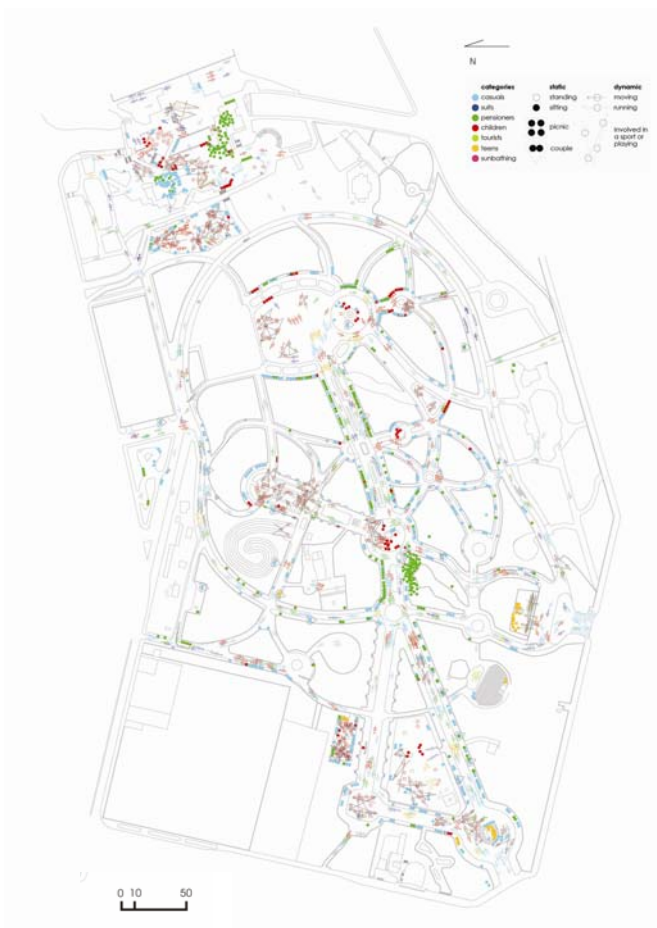 N
categories
casuals
suits
pensioners
children
tourists
teens
sunbathing
static
standing
sitting
picnic
couple
dynamic
moving
running
involved in
a sport or
playing
0 10 50